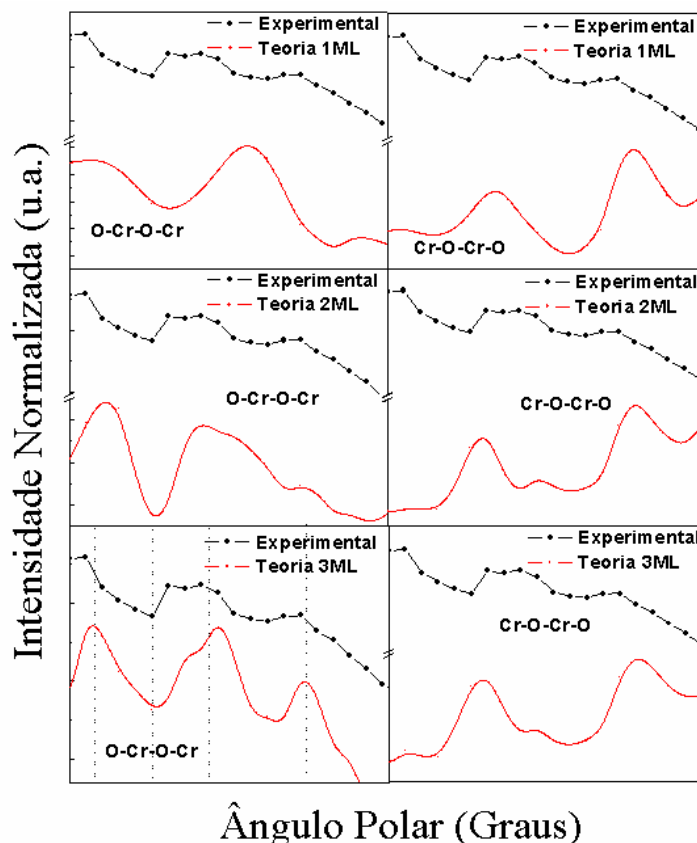 Intensidade Normalizada (u.a.)
Experimental
Teoria 1ML
O-Cr-O-Cr
Experimental
Teoria 1ML
Cr-O-Cr-O
Experimental
Teoria 2ML
O-Cr-O-Cr
Experimental
Teoria 2ML
Cr-O-Cr-O
Experimental
Teoria 3ML
O-Cr-O-Cr
Experimental
Teoria 3ML
Cr-O-Cr-O
Ângulo Polar (Graus)